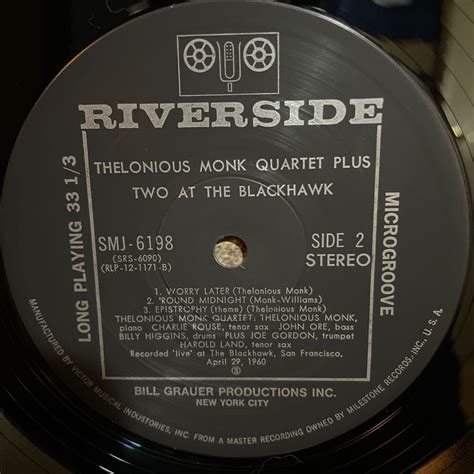 RIVERSIDE
THELONIOUS MONK QUARTET PLUS
TWO AT THE BLACKHAWK
LONG PLAYING 33 1/3
MICROGROOVE
SMJ-6198
(SRS-6090)
(RLP-12-1171-B)
SIDE 2
STEREO
1. WORRY LATER (Thelonious Monk)
2. 'ROUND MIDNIGHT (Monk-Williams)
3. EPISTROPHY (theme) (Thelonious Monk)
THELONIOUS MONK QUARTET. THELONIOUS MONK,
piano CHARLIE ROUSE, tenor sax JOHN ORE, bass
BILLY HIGGINS, drums PLUS JOE GORDON, trumpet
HAROLD LAND, tenor sax
Recorded 'live' at The Blackhawk, San Francisco,
April 29, 1960
BILL GRAUER PRODUCTIONS INC.
NEW YORK CITY
MANUFACTURED BY VICTOR MUSICAL INDUSTORIES, INC. FROM A MASTER RECORDING OWNED BY MILESTONE RECORDS, INC., U.S.A.